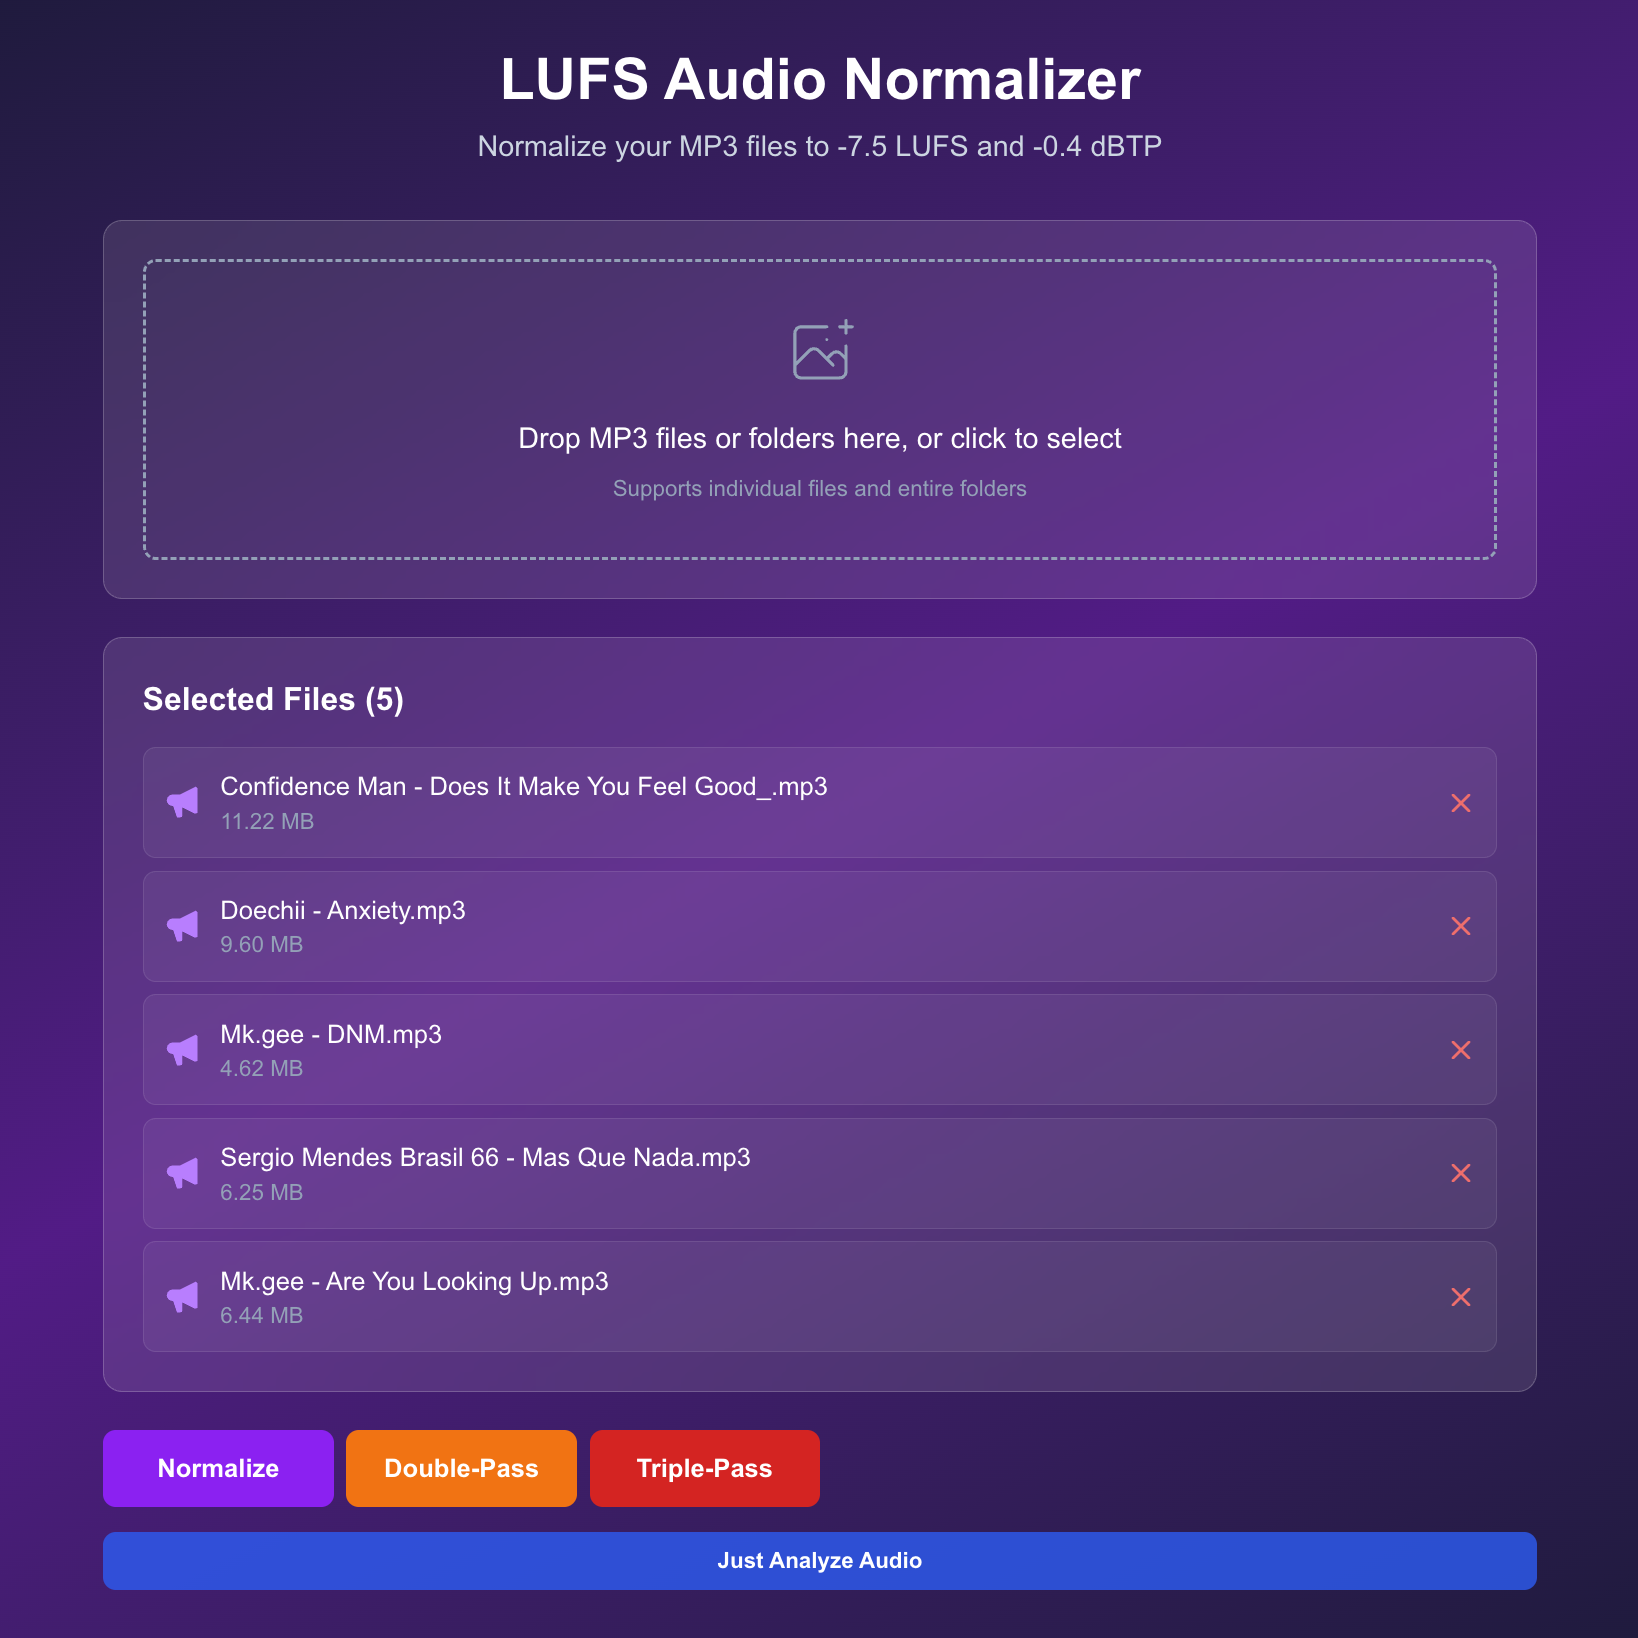 LUFS Audio Normalizer
Normalize your MP3 files to -7.5 LUFS and -0.4 dBTP
Drop MP3 files or folders here, or click to select
Supports individual files and entire folders
Selected Files (5)
Confidence Man - Does It Make You Feel Good_.mp3
11.22 MB
Doechii - Anxiety.mp3
9.60 MB
Mk.gee - DNM.mp3
4.62 MB
Sergio Mendes Brasil 66 - Mas Que Nada.mp3
6.25 MB
Mk.gee - Are You Looking Up.mp3
6.44 MB
Normalize
Double-Pass
Triple-Pass
Just Analyze Audio